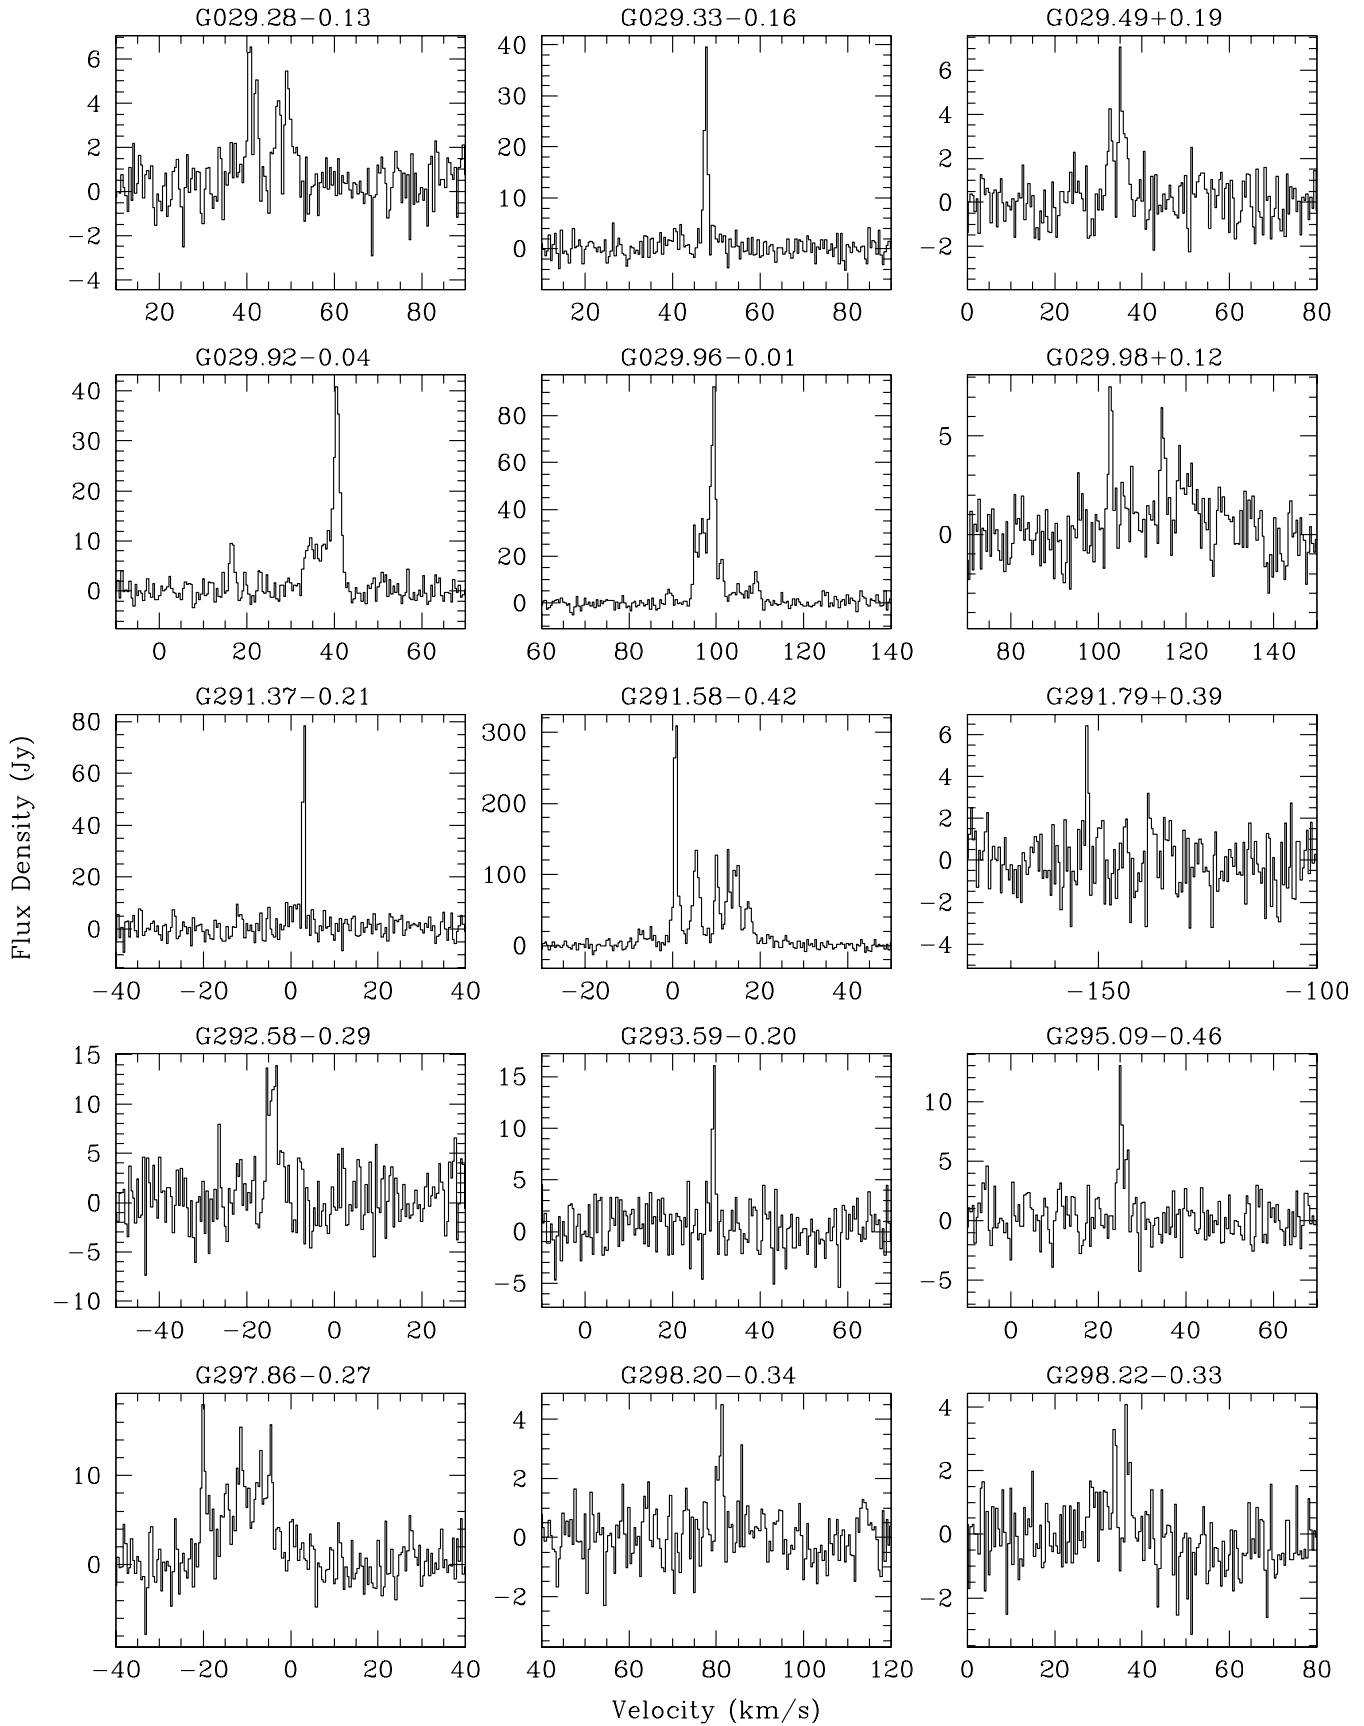 G029.28−0.13
G029.33−0.16
G029.49+0.19
6
4
2
0
−2
−4
20 40 60 80
40
30
20
10
0
20 40 60 80
6
4
2
0
−2
0 20 40 60 80
G029.92−0.04
G029.96−0.01
G029.98+0.12
40
30
20
10
0
0 20 40 60
80
60
40
20
0
60 80 100 120 140
5
0
80 100 120 140
G291.37−0.21
G291.58−0.42
G291.79+0.39
80
60
40
20
0
−40 −20 0 20 40
300
200
100
0
−20 0 20 40
6
4
2
0
−2
−4
−150 −100
G292.58−0.29
G293.59−0.20
G295.09−0.46
15
10
5
0
−5
−10
−40 −20 0 20
15
10
5
0
−5
0 20 40 60
10
5
0
−5
0 20 40 60
G297.86−0.27
G298.20−0.34
G298.22−0.33
10
0
−40 −20 0 20 40
4
2
0
−2
40 60 80 100 120
4
2
0
−2
0 20 40 60 80
Flux Density (Jy)
Velocity (km/s)